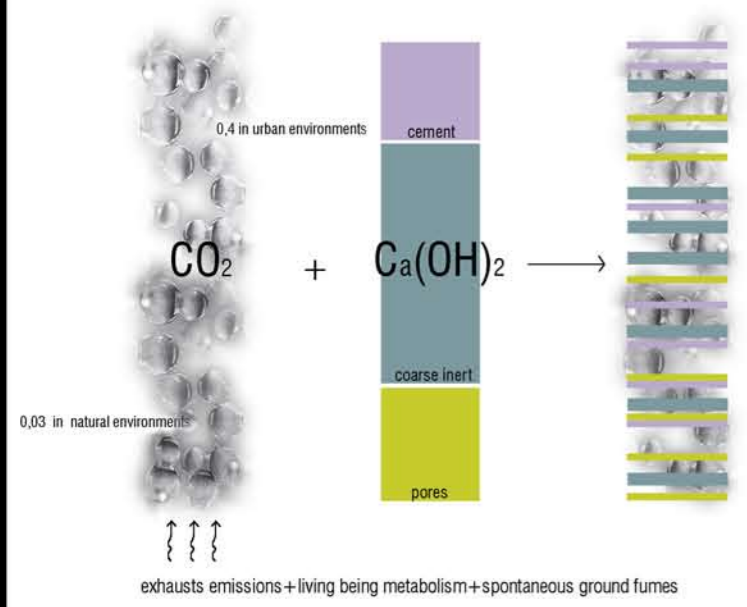 0,4 in urban environments
cement
CO₂ + Ca(OH)₂
coarse inert
0,03 in natural environments
pores
exhausts emissions+living being metabolism+spontaneous ground fumes